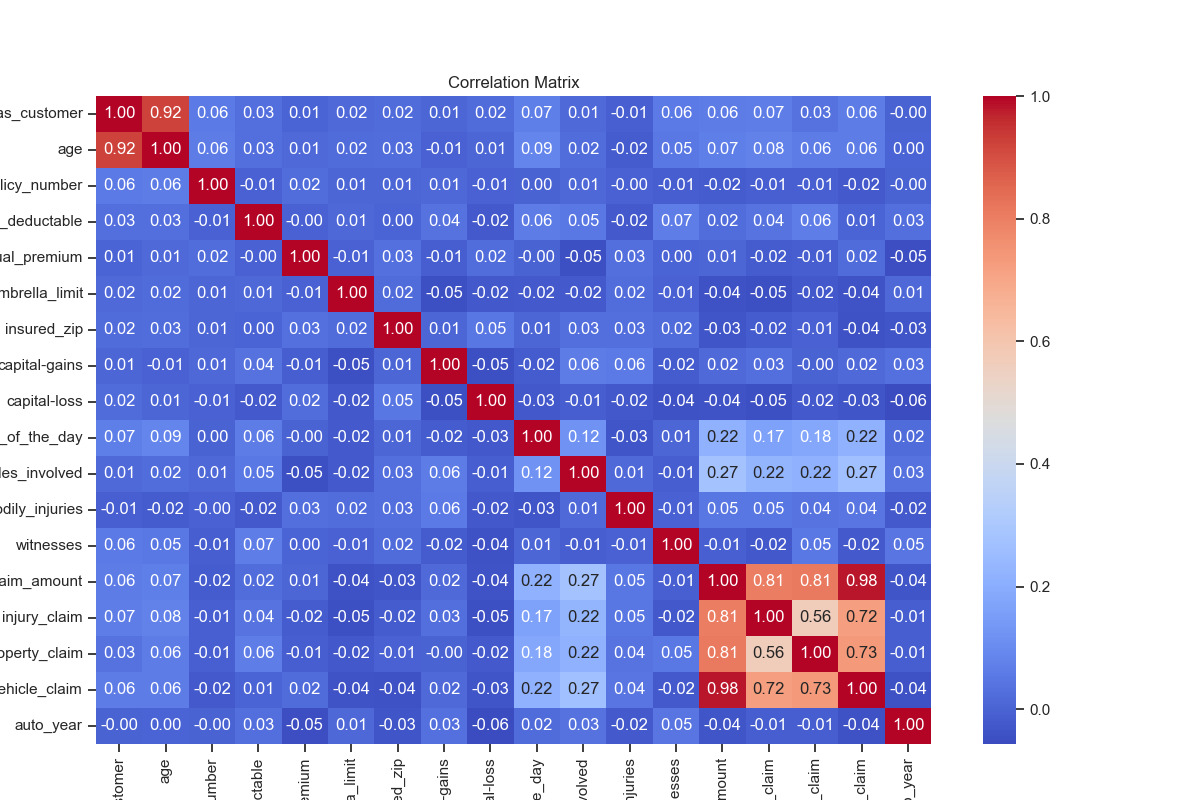 Correlation Matrix
as_customer 1.00 0.92 0.06 0.03 0.01 0.02 0.02 0.01 0.02 0.07 0.01 -0.01 0.06 0.06 0.07 0.03 0.06 -0.00
age 0.92 1.00 0.06 0.03 0.01 0.02 0.03 -0.01 0.01 0.09 0.02 -0.02 0.05 0.07 0.08 0.06 0.06 0.00
licy_number 0.06 0.06 1.00 -0.01 0.02 0.01 0.01 0.01 -0.01 0.00 0.01 -0.00 -0.01 -0.02 -0.01 -0.01 -0.02 -0.00
_deductable 0.03 0.03 -0.01 1.00 -0.00 0.01 0.00 0.04 -0.02 0.06 0.05 -0.02 0.07 0.02 0.04 0.06 0.01 0.03
ual_premium 0.01 0.01 0.02 -0.00 1.00 -0.01 0.03 -0.01 0.02 -0.00 -0.05 0.03 0.00 0.01 -0.02 -0.01 0.02 -0.05
mbrella_limit 0.02 0.02 0.01 0.01 -0.01 1.00 0.02 -0.05 -0.02 -0.02 -0.02 0.02 -0.01 -0.04 -0.05 -0.02 -0.04 0.01
insured_zip 0.02 0.03 0.01 0.00 0.03 0.02 1.00 0.01 0.05 0.01 0.03 0.03 0.02 -0.03 -0.02 -0.01 -0.04 -0.03
capital-gains 0.01 -0.01 0.01 0.04 -0.01 -0.05 0.01 1.00 -0.05 -0.02 0.06 0.06 -0.02 0.02 0.03 -0.00 0.02 0.03
capital-loss 0.02 0.01 -0.01 -0.02 0.02 -0.02 0.05 -0.05 1.00 -0.03 -0.01 -0.02 -0.04 -0.04 -0.05 -0.02 -0.03 -0.06
_of_the_day 0.07 0.09 0.00 0.06 -0.00 -0.02 0.01 -0.02 -0.03 1.00 0.12 -0.03 0.01 0.22 0.17 0.18 0.22 0.02
les_involved 0.01 0.02 0.01 0.05 -0.05 -0.02 0.03 0.06 -0.01 0.12 1.00 0.01 -0.01 0.27 0.22 0.22 0.27 0.03
odily_injuries -0.01 -0.02 -0.00 -0.02 0.03 0.02 0.03 0.06 -0.02 -0.03 0.01 1.00 -0.01 0.05 0.05 0.04 0.04 -0.02
witnesses 0.06 0.05 -0.01 0.07 0.00 -0.01 0.02 -0.02 -0.04 0.01 -0.01 -0.01 1.00 -0.01 -0.02 0.05 -0.02 0.05
aim_amount 0.06 0.07 -0.02 0.02 0.01 -0.04 -0.03 0.02 -0.04 0.22 0.27 0.05 -0.01 1.00 0.81 0.81 0.98 -0.04
injury_claim 0.07 0.08 -0.01 0.04 -0.02 -0.05 -0.02 0.03 -0.05 0.17 0.22 0.05 -0.02 0.81 1.00 0.56 0.72 -0.01
operty_claim 0.03 0.06 -0.01 0.06 -0.01 -0.02 -0.01 -0.00 -0.02 0.18 0.22 0.04 0.05 0.81 0.56 1.00 0.73 -0.01
ehicle_claim 0.06 0.06 -0.02 0.01 0.02 -0.04 -0.04 0.02 -0.03 0.22 0.27 0.04 -0.02 0.98 0.72 0.73 1.00 -0.04
auto_year -0.00 0.00 -0.00 0.03 -0.05 0.01 -0.03 0.03 -0.06 0.02 0.03 -0.02 0.05 -0.04 -0.01 -0.01 -0.04 1.00
stomer age umber ctable emium a_limit ed_zip -gains al-loss e_day volved njuries esses mount _claim _claim _claim o_year
1.0
0.8
0.6
0.4
0.2
0.0